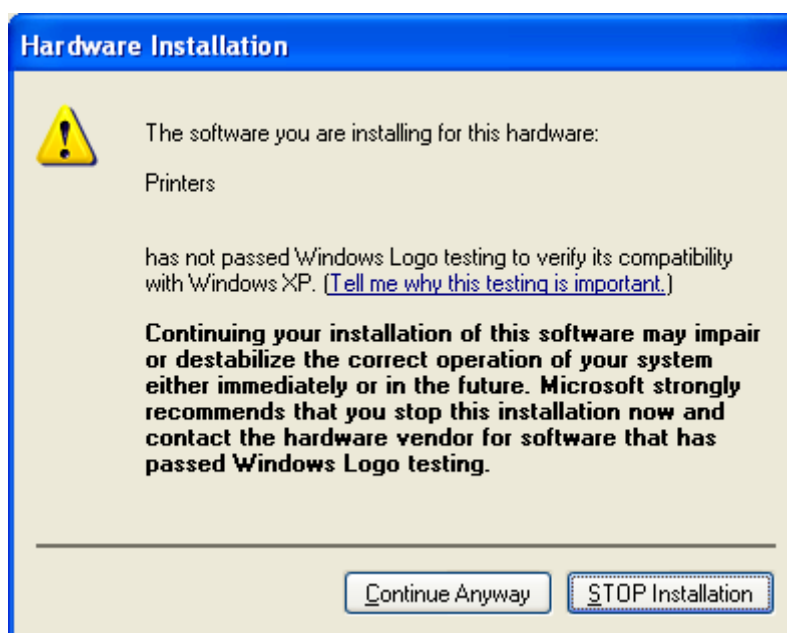 Hardware Installation
The software you are installing for this hardware:
Printers
has not passed Windows Logo testing to verify its compatibility
with Windows XP. (Tell me why this testing is important.)
Continuing your installation of this software may impair
or destabilize the correct operation of your system
either immediately or in the future. Microsoft strongly
recommends that you stop this installation now and
contact the hardware vendor for software that has
passed Windows Logo testing.
Continue Anyway
STOP Installation